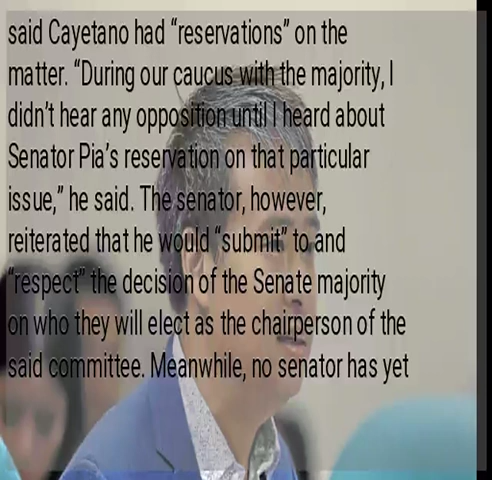 said Cayetano had “reservations” on the
matter. “During our caucus with the majority, I
didn’t hear any opposition until I heard about
Senator Pia’s reservation on that particular
issue,” he said. The senator, however,
reiterated that he would “submit” to and
“respect” the decision of the Senate majority
on who they will elect as the chairperson of the
said committee. Meanwhile, no senator has yet